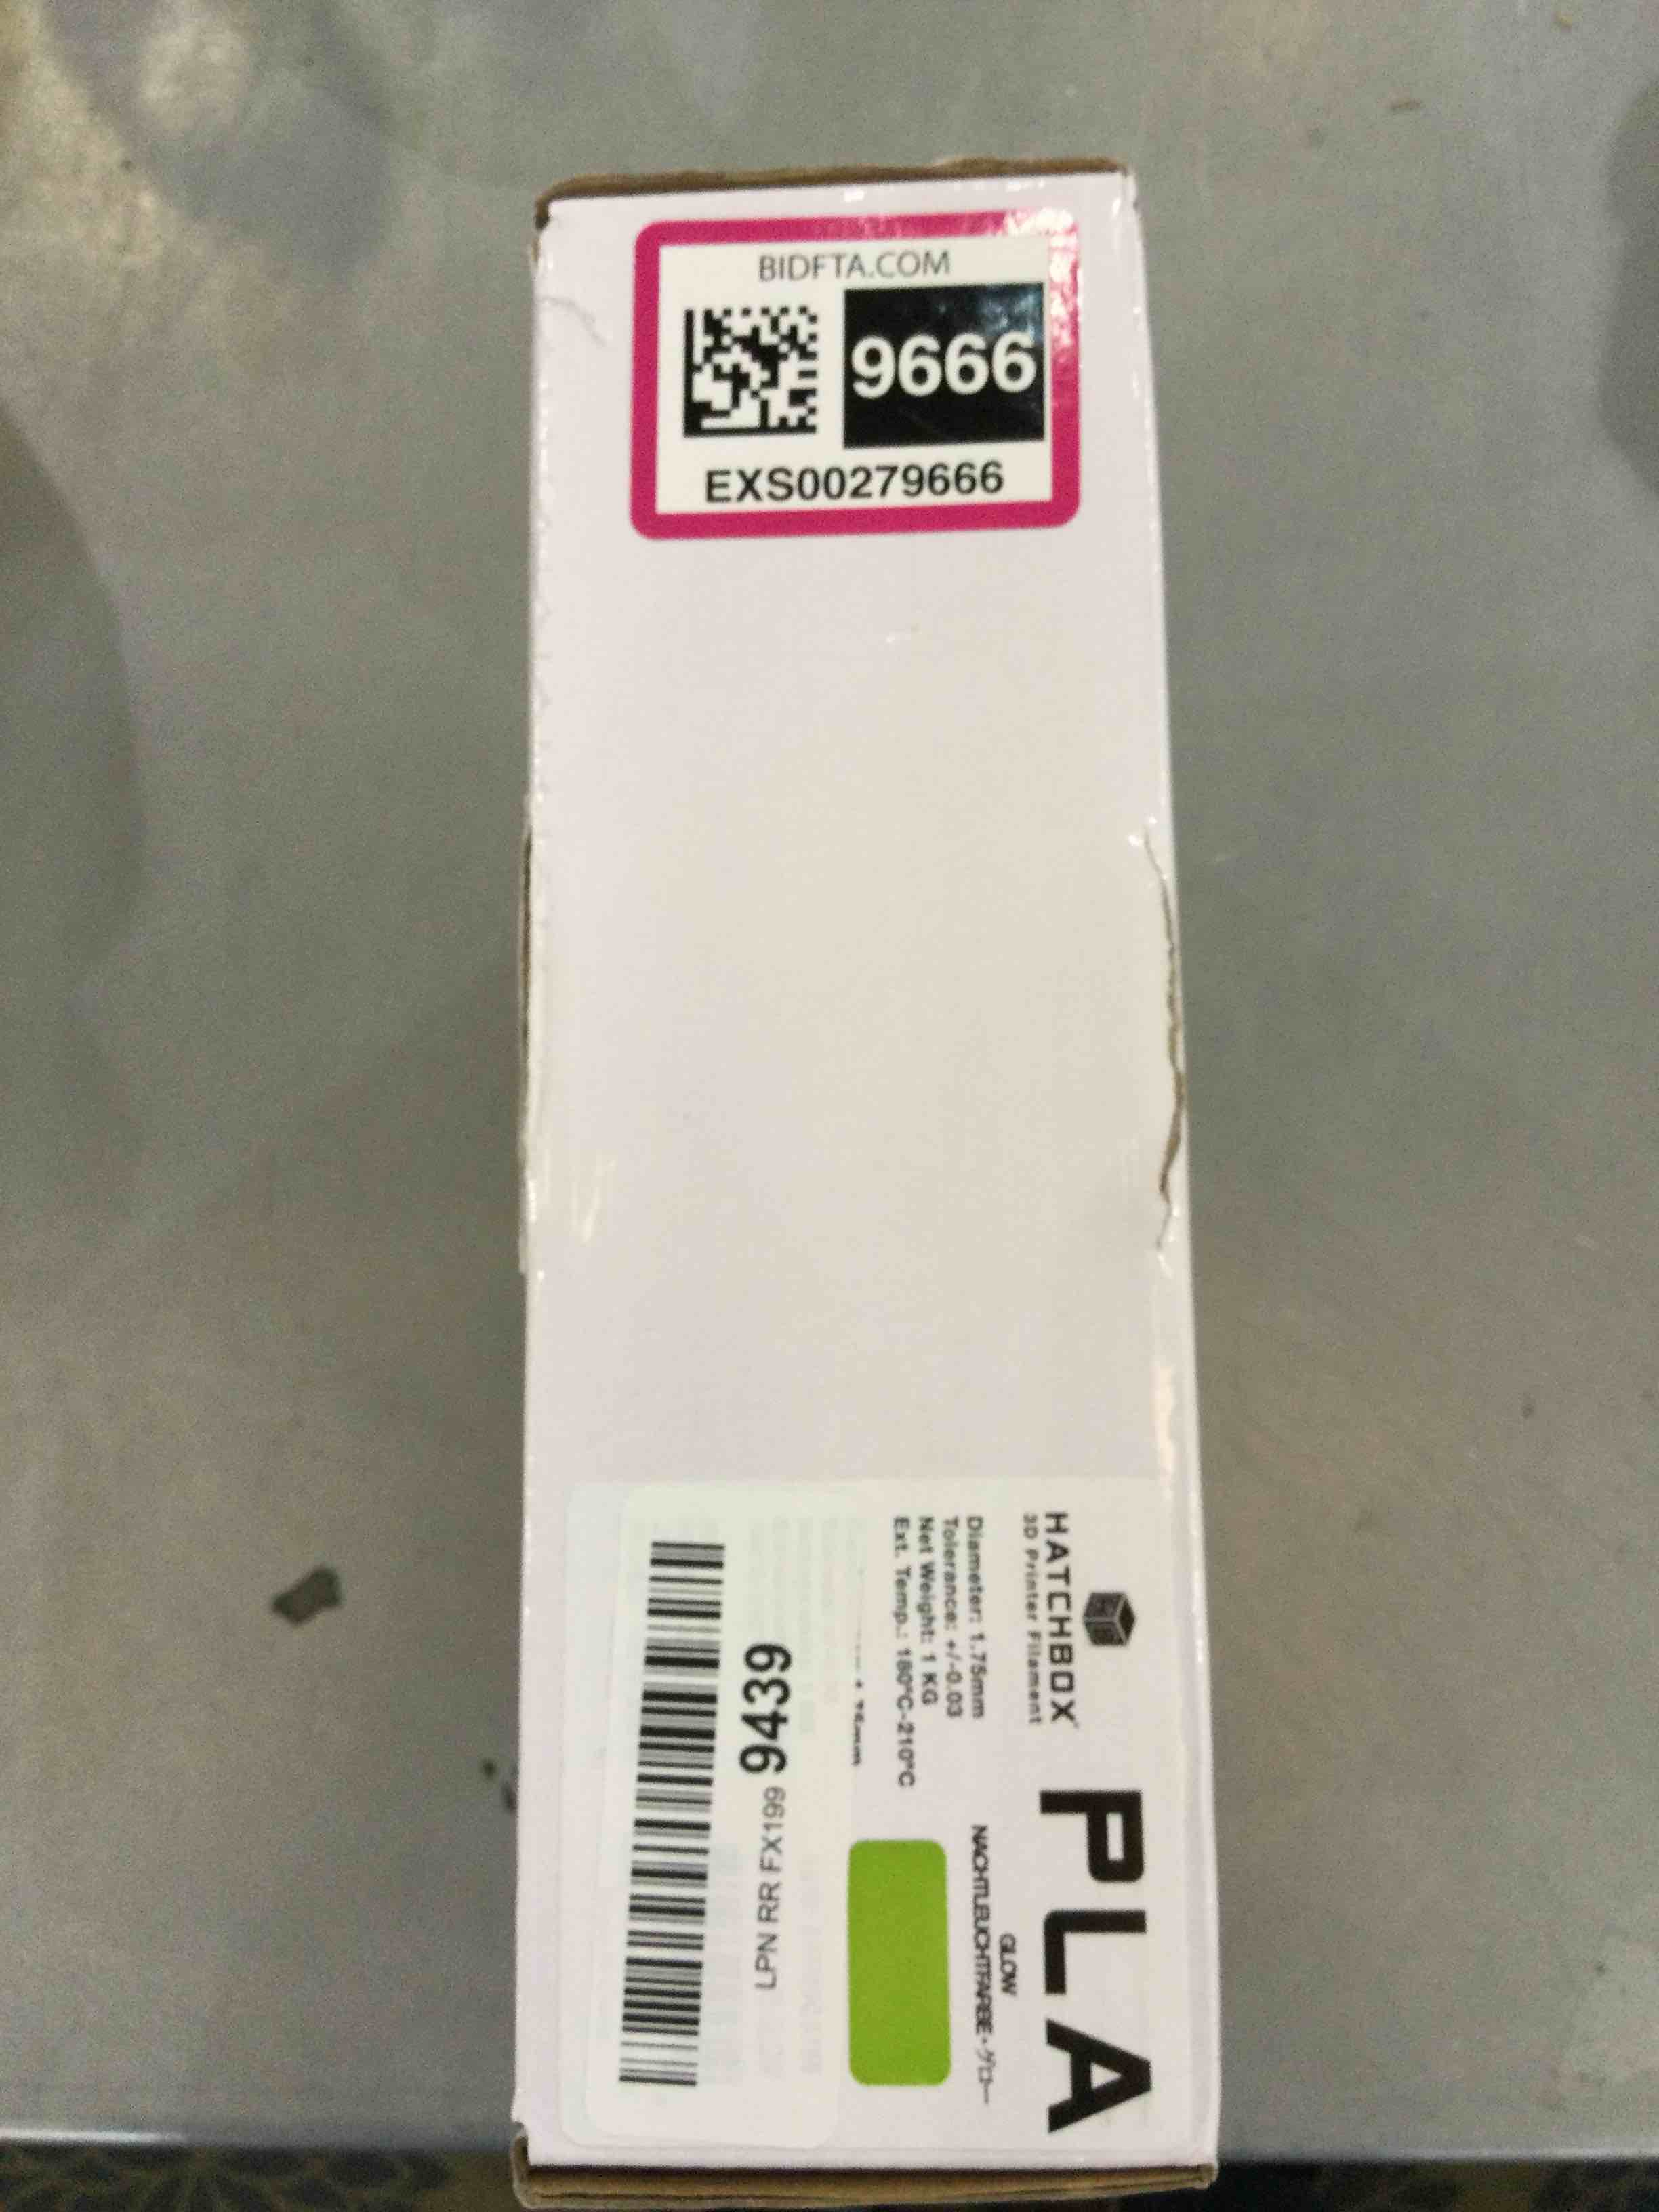 BIDFTA.COM
9666
EXS00279666
HATCHBOX
3D Printer Filament
PLA
Diameter: 1.75mm
Tolerance: +/-0.03
Net Weight: 1 KG
Ext. Temp.: 180°C-210°C
GLOW
NACHTLEUCHTFARBE • グロー
LPN RR FX199 9439